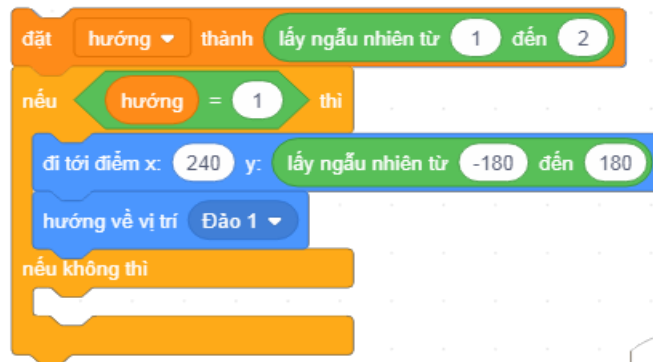 đặt hướng thành lấy ngẫu nhiên từ 1 đến 2
nếu hướng = 1 thì
đi tới điểm x: 240 y: lấy ngẫu nhiên từ -180 đến 180
hướng về vị trí Đảo 1
nếu không thì